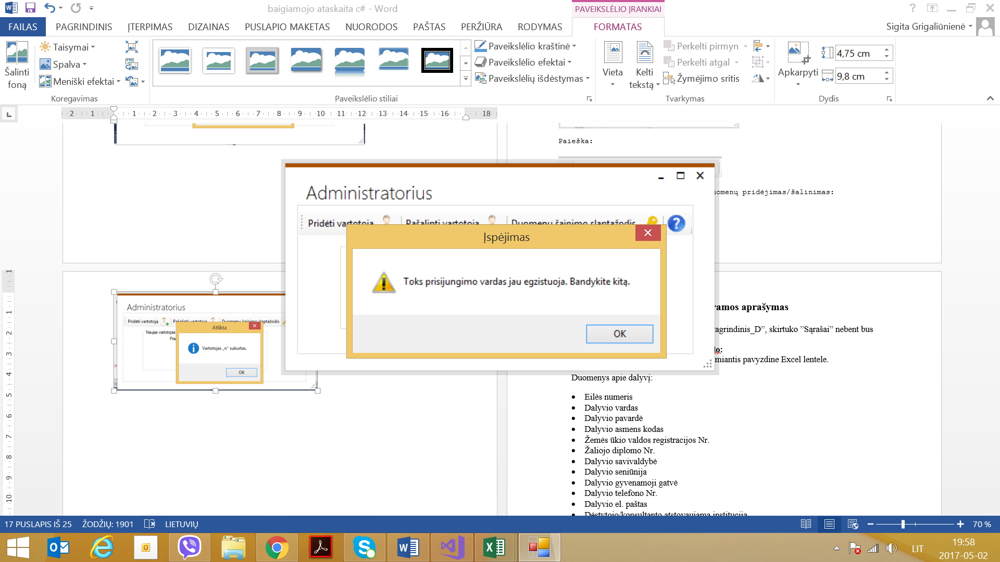 baigiamojo ataskaita c# - Word
PAVEIKSLĖLIO ĮRANKIAI
FAILAS PAGRINDINIS ĮTERPIMAS DIZAINAS PUSLAPIO MAKETAS NUORODOS PAŠTAS PERŽIŪRA RODYMAS FORMATAS
Sigita Grigaliūnienė
Šalinti foną
Taisymai
Spalva
Meniški efektai
Koregavimas
Paveikslėlio stiliai
Paveikslėlio kraštinė
Paveikslėlio efektai
Paveikslėlių išdėstymas
Vieta
Kelti tekstą
Perkelti pirmyn
Perkelti atgal
Žymėjimo sritis
Tvarkymas
Apkarpyti
4,75 cm
9,8 cm
Dydis
2 1 1 2 3 4 5 6 7 8 9 10 11 12 13 14 15 16 18
Paieška:
uomenų pridėjimas/šalinimas:
Administratorius
Pridėti vartotoją Pašalinti vartotoją Duomenų šainimo slaptažodis
Įspėjimas
Toks prisijungimo vardas jau egzistuoja. Bandykite kitą.
OK
Administratorius
Pridėti vartotoją Pašalinti vartotoją Duomenų šainimo slaptažodis
Atlikta
Naujas vartotojas
Pris
Vartotojas „n“ sukurtas.
OK
ramos aprašymas
agrindinis_D”, skirtuko ”Sąrašai” nebent bus
lo:
miantis pavyzdine Excel lentele.
Duomenys apie dalyvį:
• Eilės numeris
• Dalyvio vardas
• Dalyvio pavardė
• Dalyvio asmens kodas
• Žemės ūkio valdos registracijos Nr.
• Žaliojo diplomo Nr.
• Dalyvio savivaldybė
• Dalyvio seniūnija
• Dalyvio gyvenamoji gatvė
• Dalyvio telefono Nr.
• Dalyvio el. paštas
• Dėstytojo/konsultanto atstovaujama institucija
1 1 2 3 4 5 6 7 8 9 10
17 PUSLAPIS IŠ 25 ŽODŽIŲ: 1901 LIETUVIŲ
70 %
LIT
19:58
2017-05-02